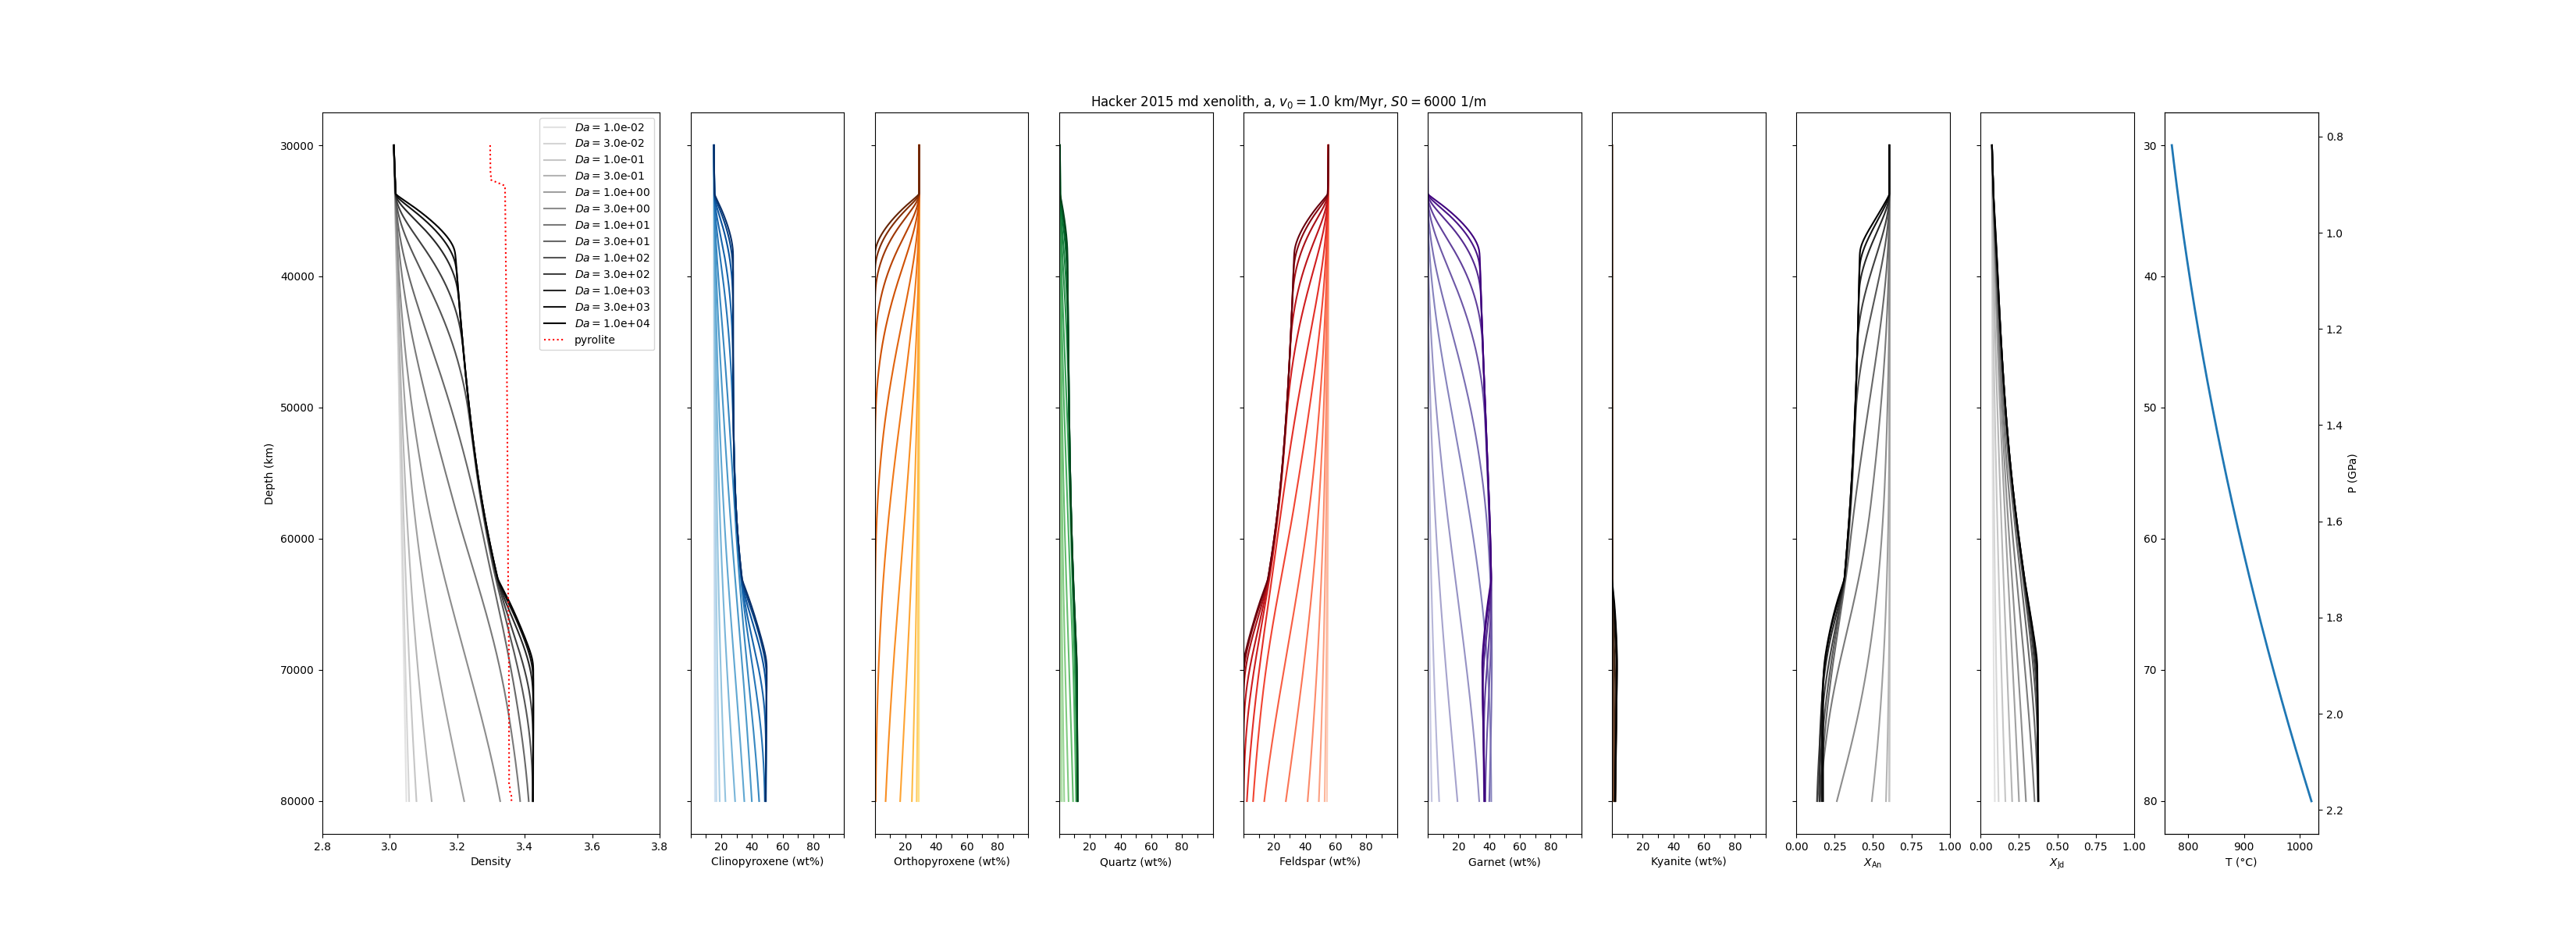 Hacker 2015 md xenolith, a, v₀ = 1.0 km/Myr, S0 = 6000 1/m
Da = 1.0e-02
Da = 3.0e-02
Da = 1.0e-01
Da = 3.0e-01
Da = 1.0e+00
Da = 3.0e+00
Da = 1.0e+01
Da = 3.0e+01
Da = 1.0e+02
Da = 3.0e+02
Da = 1.0e+03
Da = 3.0e+03
Da = 1.0e+04
pyrolite
Depth (km)
30000
40000
50000
60000
70000
80000
2.8 3.0 3.2 3.4 3.6 3.8
Density
20 40 60 80
Clinopyroxene (wt%)
20 40 60 80
Orthopyroxene (wt%)
20 40 60 80
Quartz (wt%)
20 40 60 80
Feldspar (wt%)
20 40 60 80
Garnet (wt%)
20 40 60 80
Kyanite (wt%)
0.00 0.25 0.50 0.75 1.00
X_An
0.00 0.25 0.50 0.75 1.00
X_Jd
30
40
50
60
70
80
800 900 1000
T (°C)
0.8
1.0
1.2
1.4
1.6
1.8
2.0
2.2
P (GPa)